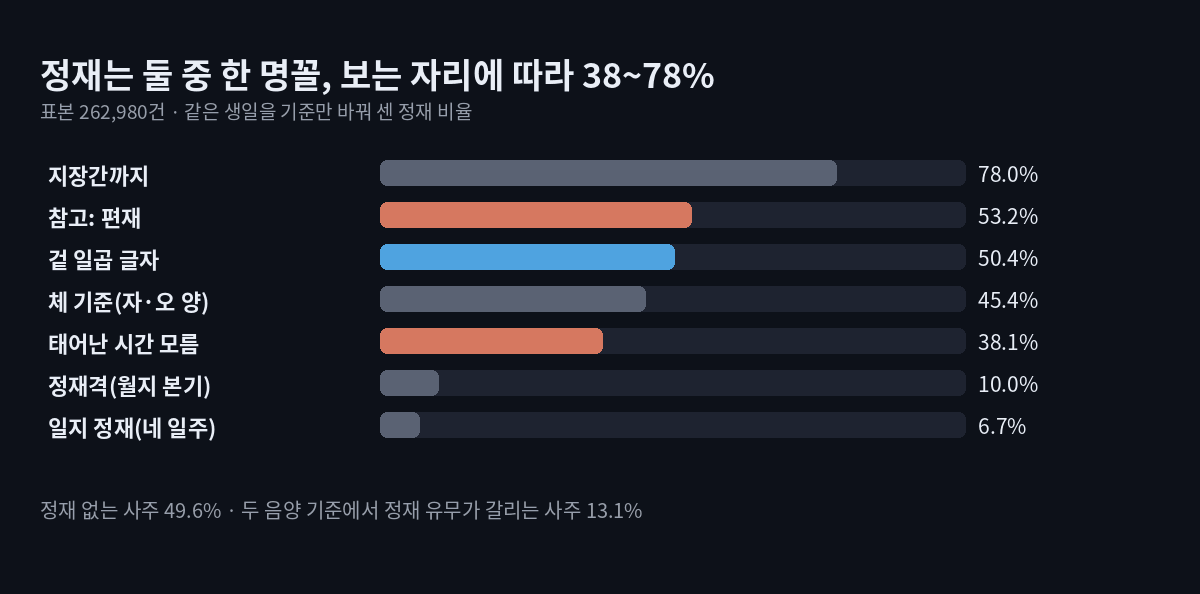 정재는 둘 중 한 명꼴, 보는 자리에 따라 38~78%
표본 262,980건 · 같은 생일을 기준만 바꿔 센 정재 비율
지장간까지 78.0%
참고: 편재 53.2%
겉 일곱 글자 50.4%
체 기준(자·오 양) 45.4%
태어난 시간 모름 38.1%
정재격(월지 본기) 10.0%
일지 정재(네 일주) 6.7%
정재 없는 사주 49.6% · 두 음양 기준에서 정재 유무가 갈리는 사주 13.1%